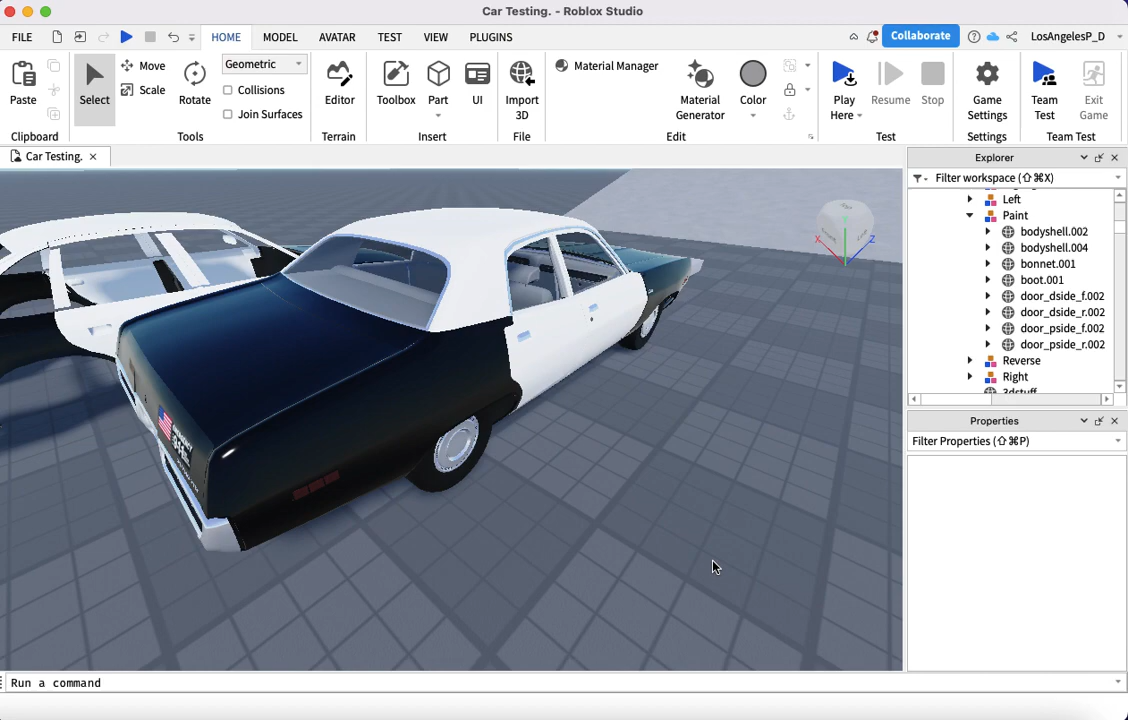 Car Testing. - Roblox Studio
FILE HOME MODEL AVATAR TEST VIEW PLUGINS Collaborate LosAngelesP_D
Paste
Clipboard
Select Move Scale Rotate Geometric Collisions Join Surfaces
Tools
Editor
Terrain
Toolbox Part UI
Insert
Import 3D
File
Material Manager Material Generator Color
Edit
Play Here Resume Stop
Test
Game Settings
Settings
Team Test Exit Game
Team Test
Car Testing.
Explorer
Filter workspace (⇧⌘X)
Left
Paint
bodyshell.002
bodyshell.004
bonnet.001
boot.001
door_dside_f.002
door_dside_r.002
door_pside_f.002
door_pside_r.002
Reverse
Right
3dstuff
Properties
Filter Properties (⇧⌘P)
X Y Z
Run a command